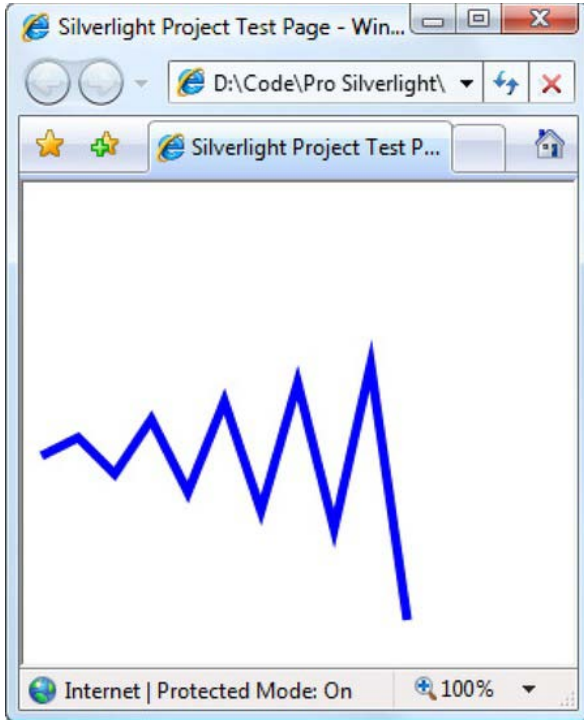 Silverlight Project Test Page - Win...
D:\Code\Pro Silverlight\
Silverlight Project Test P...
Internet | Protected Mode: On
100%